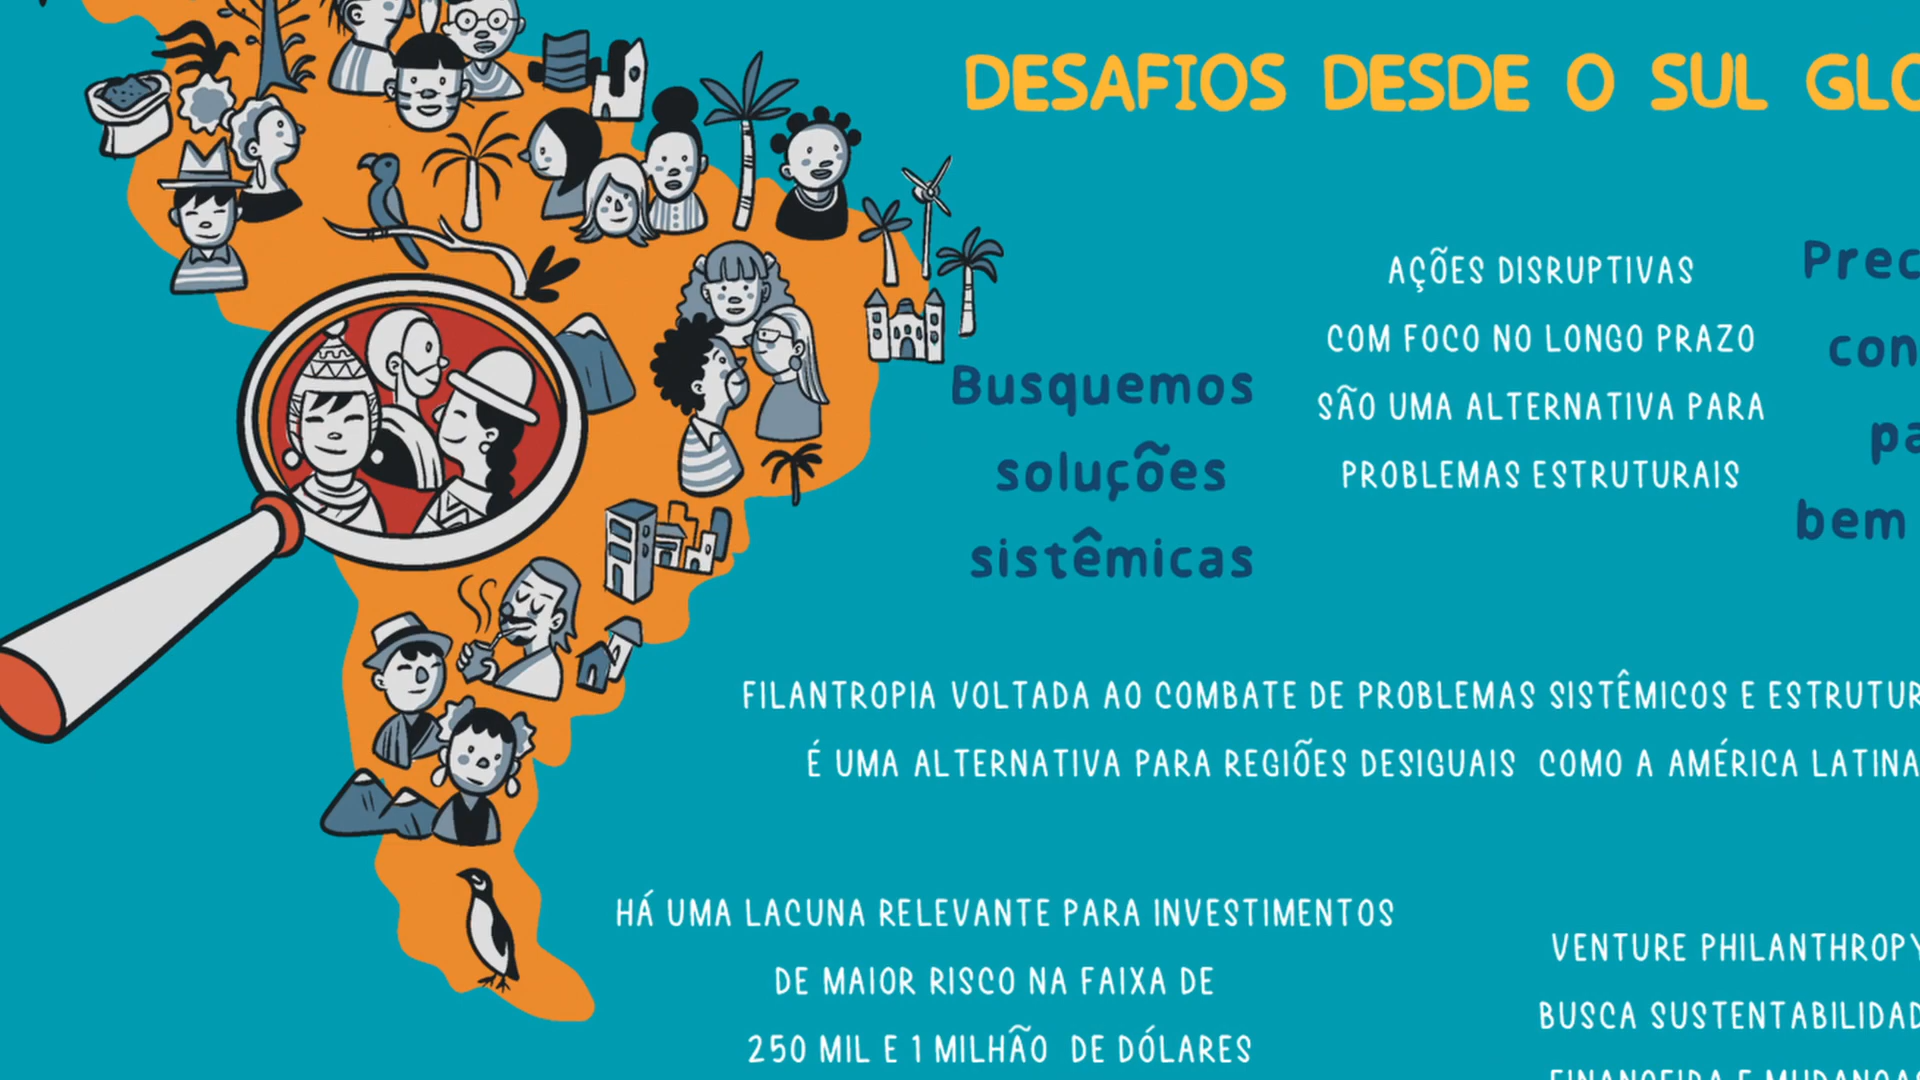 DESAFIOS DESDE O SUL
Busquemos
soluções
sistêmicas
AÇÕES DISRUPTIVAS
COM FOCO NO LONGO PRAZO
SÃO UMA ALTERNATIVA PARA
PROBLEMAS ESTRUTURAIS
bem
FILANTROPIA VOLTADA AO COMBATE DE PROBLEMAS SISTÊMICOS E
É UMA ALTERNATIVA PARA REGIÕES DESIGUAIS COMO A AMÉRICA LATINA
HÁ UMA LACUNA RELEVANTE PARA INVESTIMENTOS
DE MAIOR RISCO NA FAIXA DE
250 MIL E 1 MILHÃO DE DÓLARES
VENTURE PHILANTHROPY
BUSCA